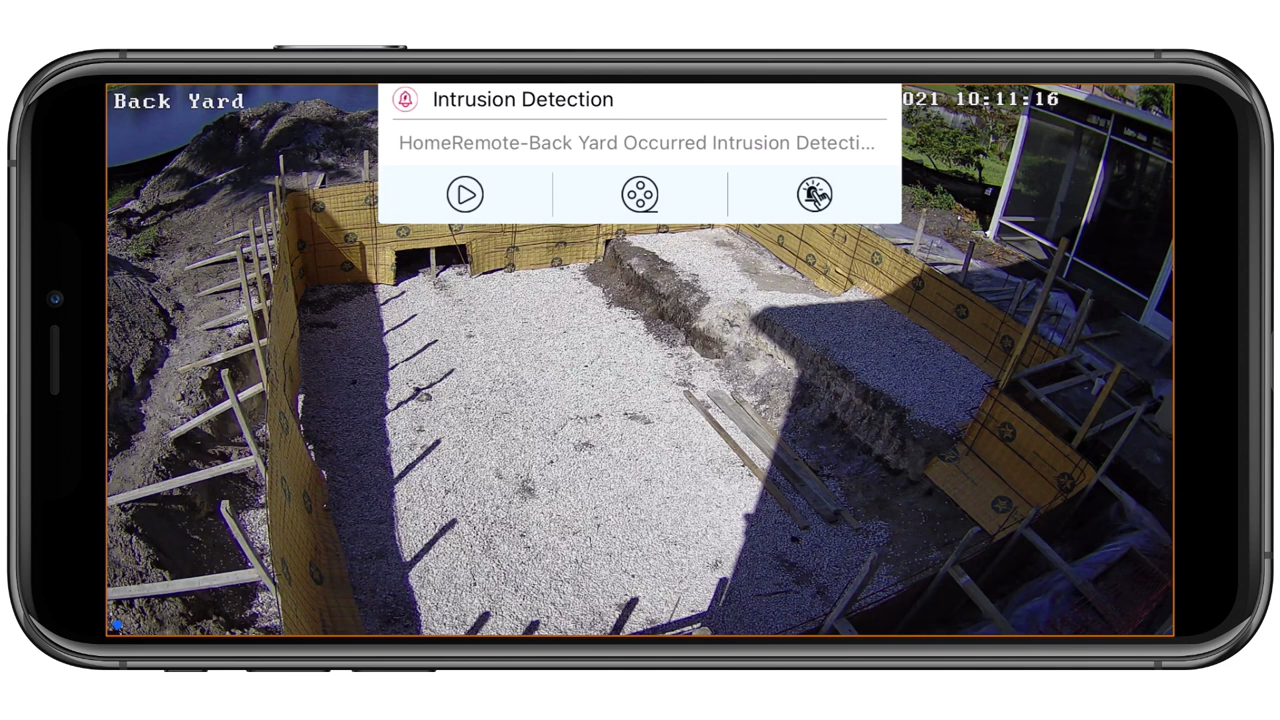 Back Yard
Intrusion Detection
021 10:11:16
HomeRemote-Back Yard Occurred Intrusion Detecti...